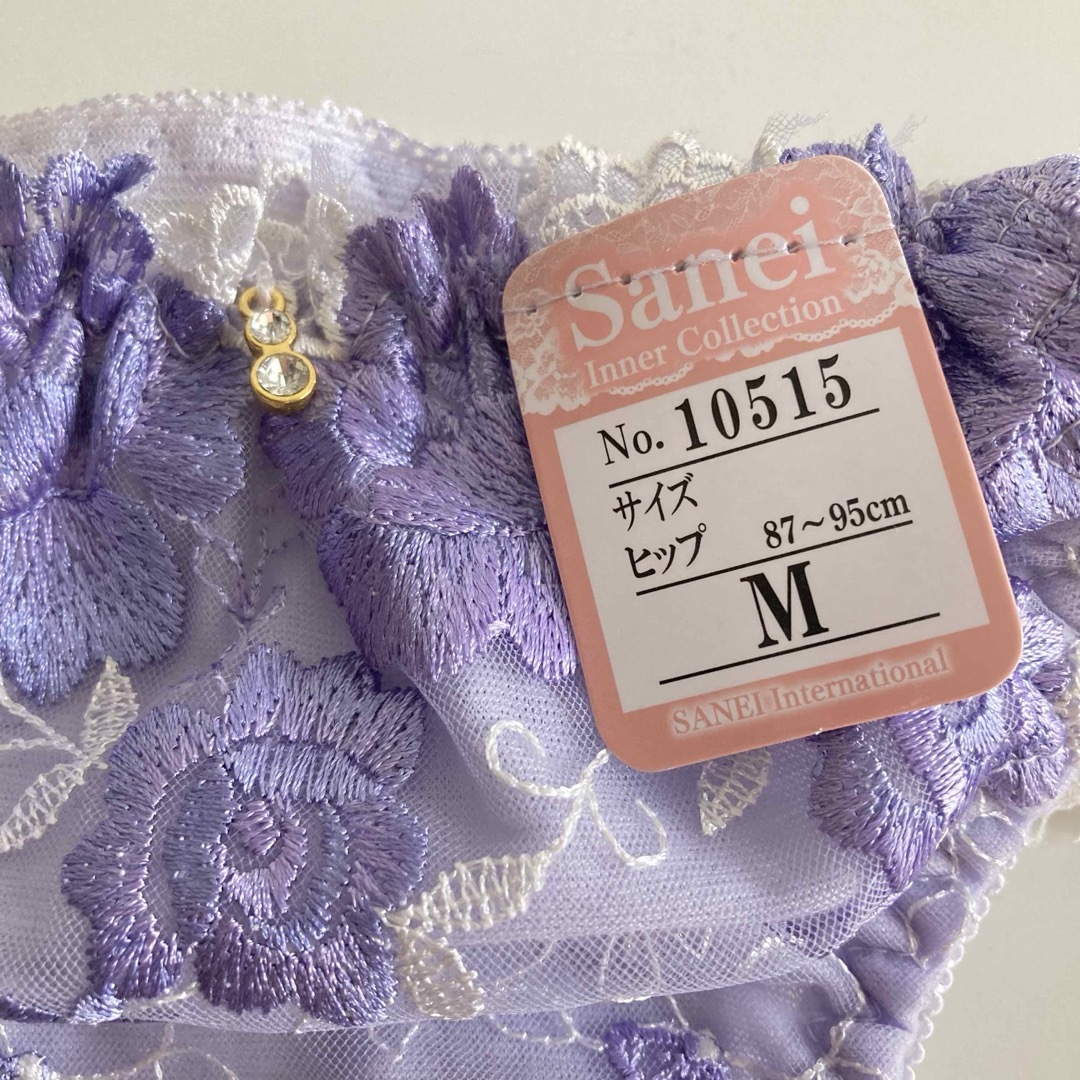 Sanei
Inner Collection
No. 10515
サイズ
ヒップ 87～95cm
M
SANEI International